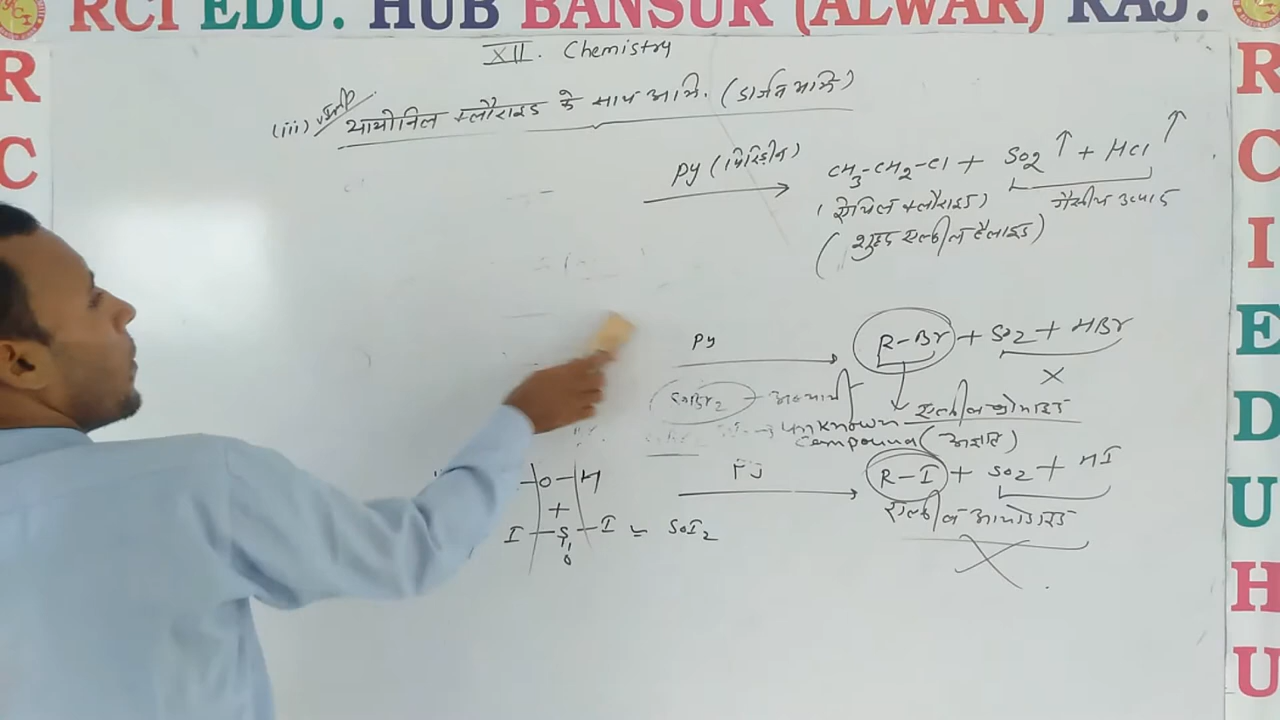 RCI EDU. HUB BANSUR (ALWAR) RAJ.
R
C
R
C
I
E
D
U
H
U
XII. Chemistry
(iii) Imp थायोनिल क्लोराइड के साथ अभि. (डार्जन अभि)
Py (पिरिडीन)
CH3-CH2-Cl + SO2 ↑ + HCl ↑
(ऐथिल क्लोराइड)
गैसीय उत्पाद
(शुद्ध एल्कील हैलाइड)
Py
R-Br + SO2 + HBr
X
SOBr2 - अस्थायी
एल्कील ब्रोमाइड
unknown
compound (अज्ञात)
-O-H
+
I-S-I = SOI2
O
R-I + SO2 + HI
एल्कील आयोडाइड
X